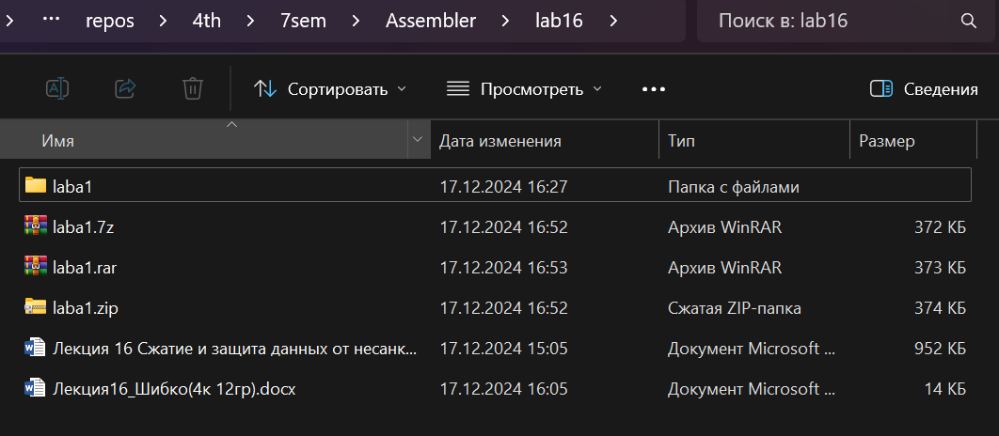 ··· repos 4th 7sem Assembler lab16 Поиск в: lab16
Сортировать Просмотреть ··· Сведения
Имя Дата изменения Тип Размер
laba1 17.12.2024 16:27 Папка с файлами
laba1.7z 17.12.2024 16:52 Архив WinRAR 372 КБ
laba1.rar 17.12.2024 16:53 Архив WinRAR 373 КБ
laba1.zip 17.12.2024 16:52 Сжатая ZIP-папка 374 КБ
Лекция 16 Сжатие и защита данных от несанк... 17.12.2024 15:05 Документ Microsoft ... 952 КБ
Лекция16_Шибко(4к 12гр).docx 17.12.2024 16:05 Документ Microsoft ... 14 КБ